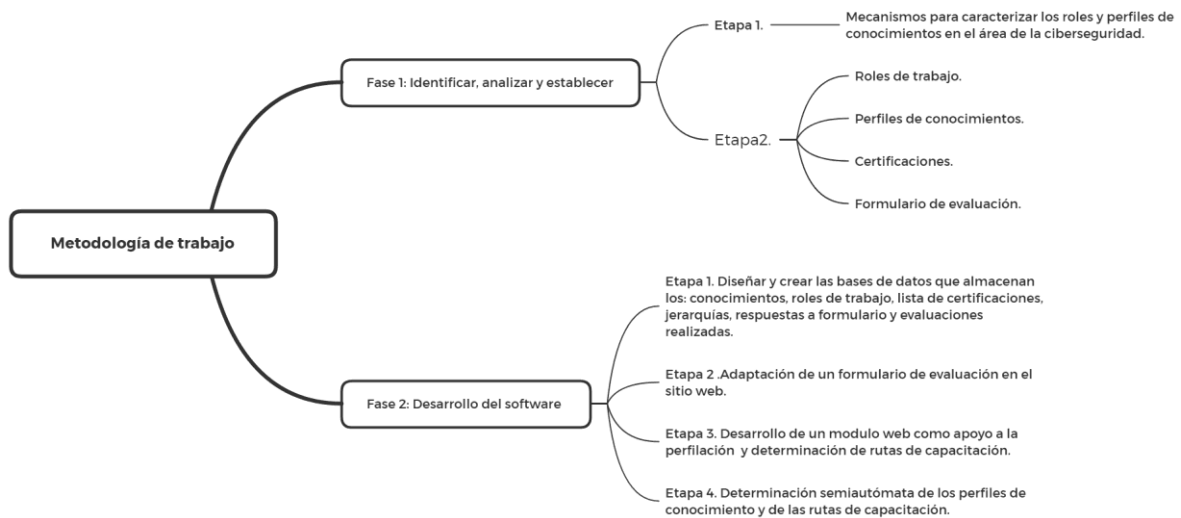 Metodología de trabajo
Fase 1: Identificar, analizar y establecer
Etapa 1.
Mecanismos para caracterizar los roles y perfiles de
conocimientos en el área de la ciberseguridad.
Etapa2.
Roles de trabajo.
Perfiles de conocimientos.
Certificaciones.
Formulario de evaluación.
Fase 2: Desarrollo del software
Etapa 1. Diseñar y crear las bases de datos que almacenan
los: conocimientos, roles de trabajo, lista de certificaciones,
jerarquías, respuestas a formulario y evaluaciones
realizadas.
Etapa 2 .Adaptación de un formulario de evaluación en el
sitio web.
Etapa 3. Desarrollo de un modulo web como apoyo a la
perfilación y determinación de rutas de capacitación.
Etapa 4. Determinación semiautómata de los perfiles de
conocimiento y de las rutas de capacitación.